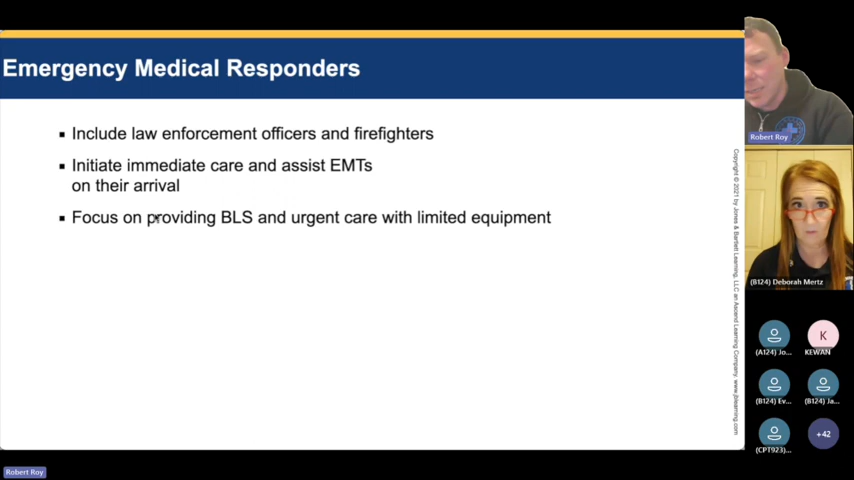 Emergency Medical Responders
▪ Include law enforcement officers and firefighters
▪ Initiate immediate care and assist EMTs
on their arrival
▪ Focus on providing BLS and urgent care with limited equipment
Copyright © 2021 by Jones & Bartlett Learning, LLC an Ascend Learning Company. www.jblearning.com
Robert Roy
(B124) Deborah Mertz
K
(A124) Jo...
KEWAN
(B124) Ev...
(B124) Ja...
(CPT923)...
+42
Robert Roy